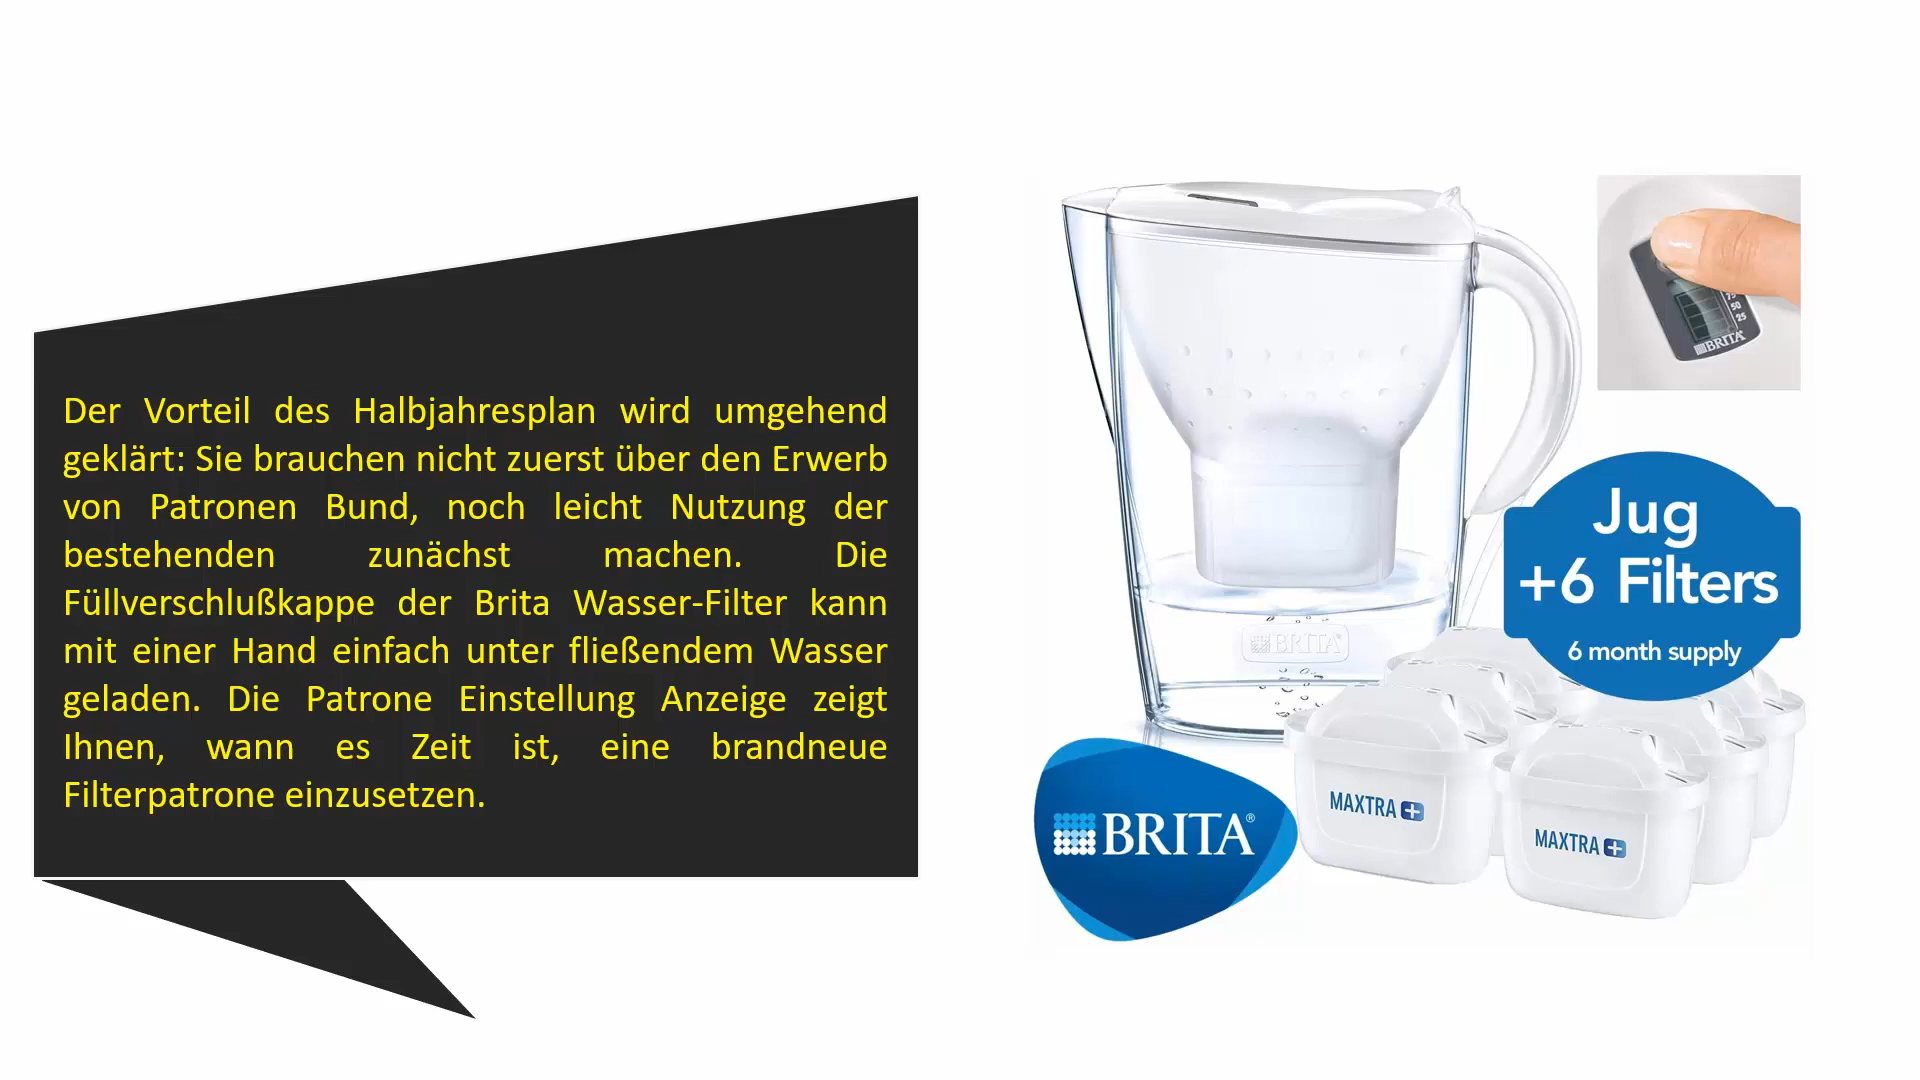 Der Vorteil des Halbjahresplan wird umgehend
geklärt: Sie brauchen nicht zuerst über den Erwerb
von Patronen Bund, noch leicht Nutzung der
bestehenden zunächst machen. Die
Füllverschlußkappe der Brita Wasser-Filter kann
mit einer Hand einfach unter fließendem Wasser
geladen. Die Patrone Einstellung Anzeige zeigt
Ihnen, wann es Zeit ist, eine brandneue
Filterpatrone einzusetzen.
75
50
25
BRITA
Jug
+6 Filters
6 month supply
BRITA
MAXTRA+
MAXTRA+
BRITA®